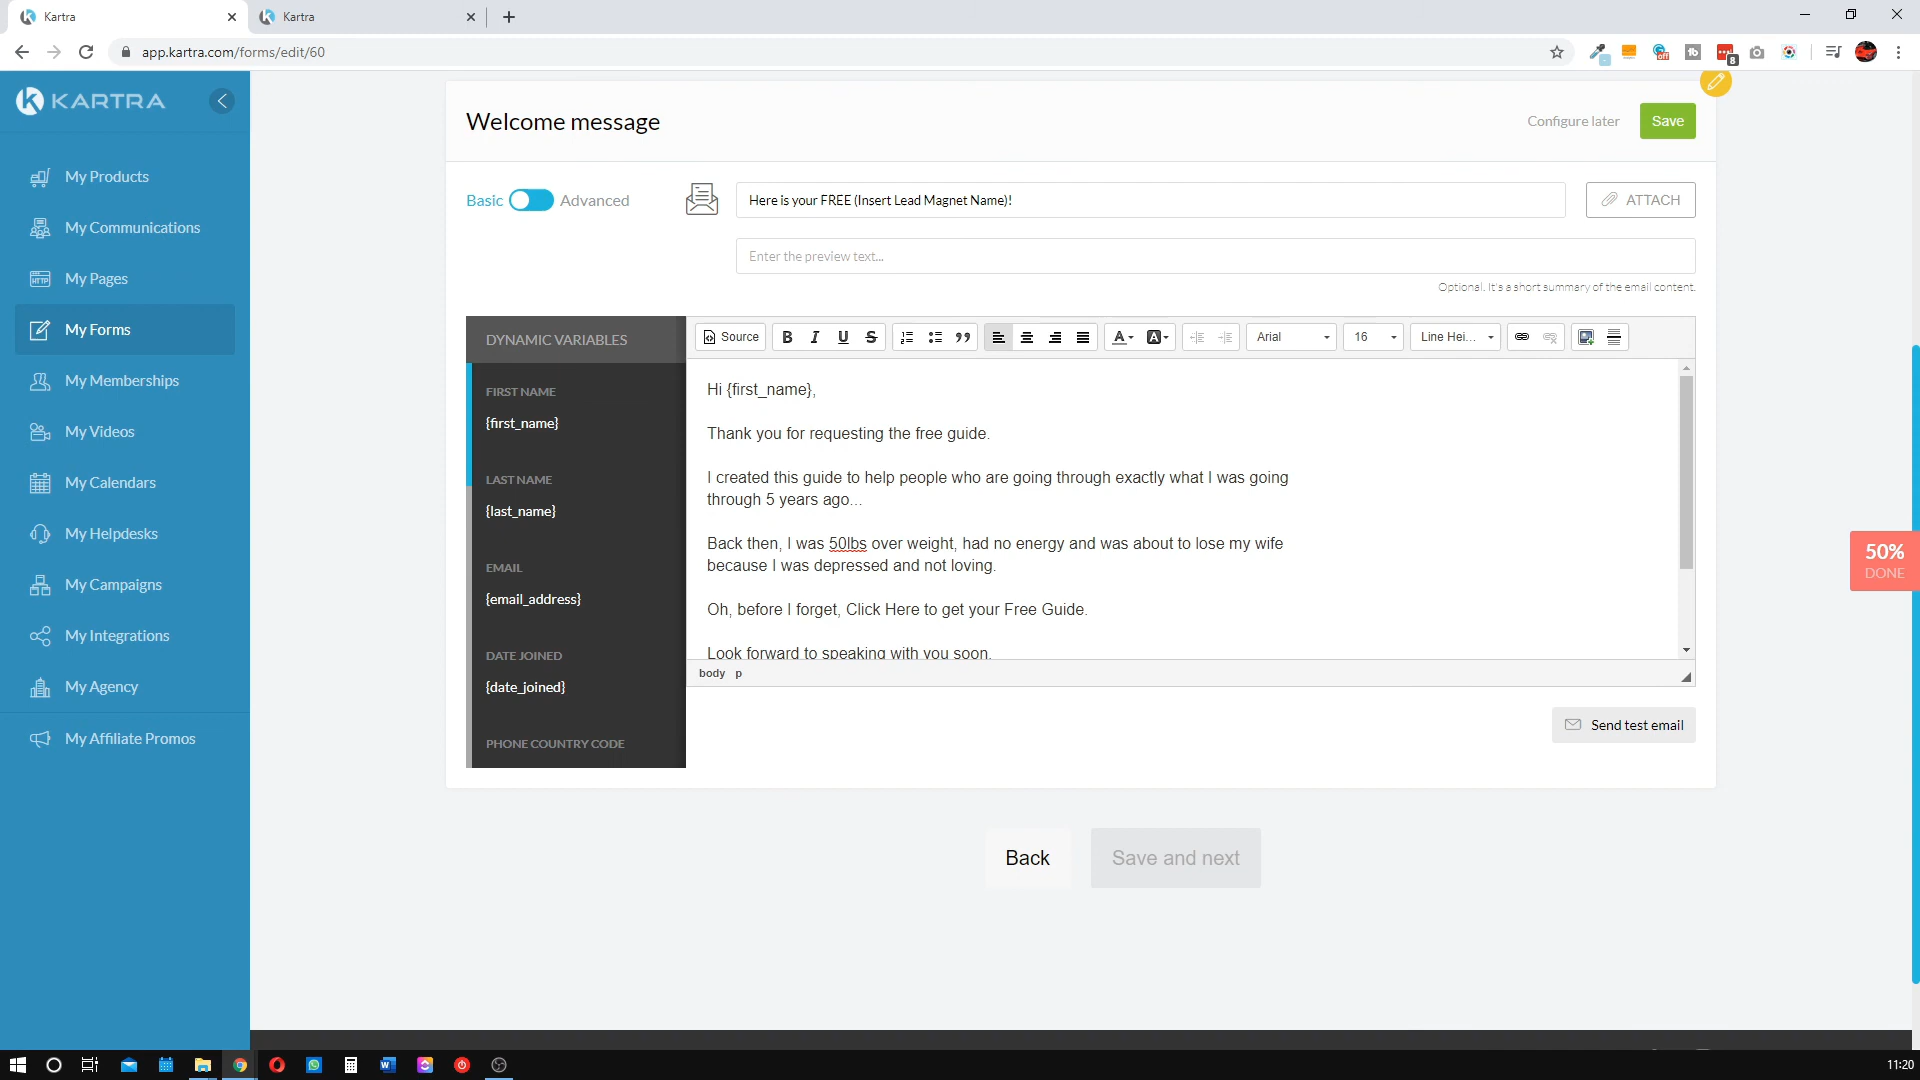 Kartra
Kartra
app.kartra.com/forms/edit/60
off
8
KARTRA
My Products
My Communications
My Pages
My Forms
My Memberships
My Videos
My Calendars
My Helpdesks
My Campaigns
My Integrations
My Agency
My Affiliate Promos
Welcome message
Configure later
Save
Basic
Advanced
Here is your FREE (Insert Lead Magnet Name)!
ATTACH
Enter the preview text...
Optional. It's a short summary of the email content.
DYNAMIC VARIABLES
FIRST NAME
{first_name}
LAST NAME
{last_name}
EMAIL
{email_address}
DATE JOINED
{date_joined}
PHONE COUNTRY CODE
Source
B I U S
A
A
Arial
16
Line Hei...
Hi {first_name},
Thank you for requesting the free guide.
I created this guide to help people who are going through exactly what I was going
through 5 years ago...
Back then, I was 50lbs over weight, had no energy and was about to lose my wife
because I was depressed and not loving.
Oh, before I forget, Click Here to get your Free Guide.
Look forward to speaking with you soon.
body p
Send test email
50%
DONE
Back
Save and next
11:20